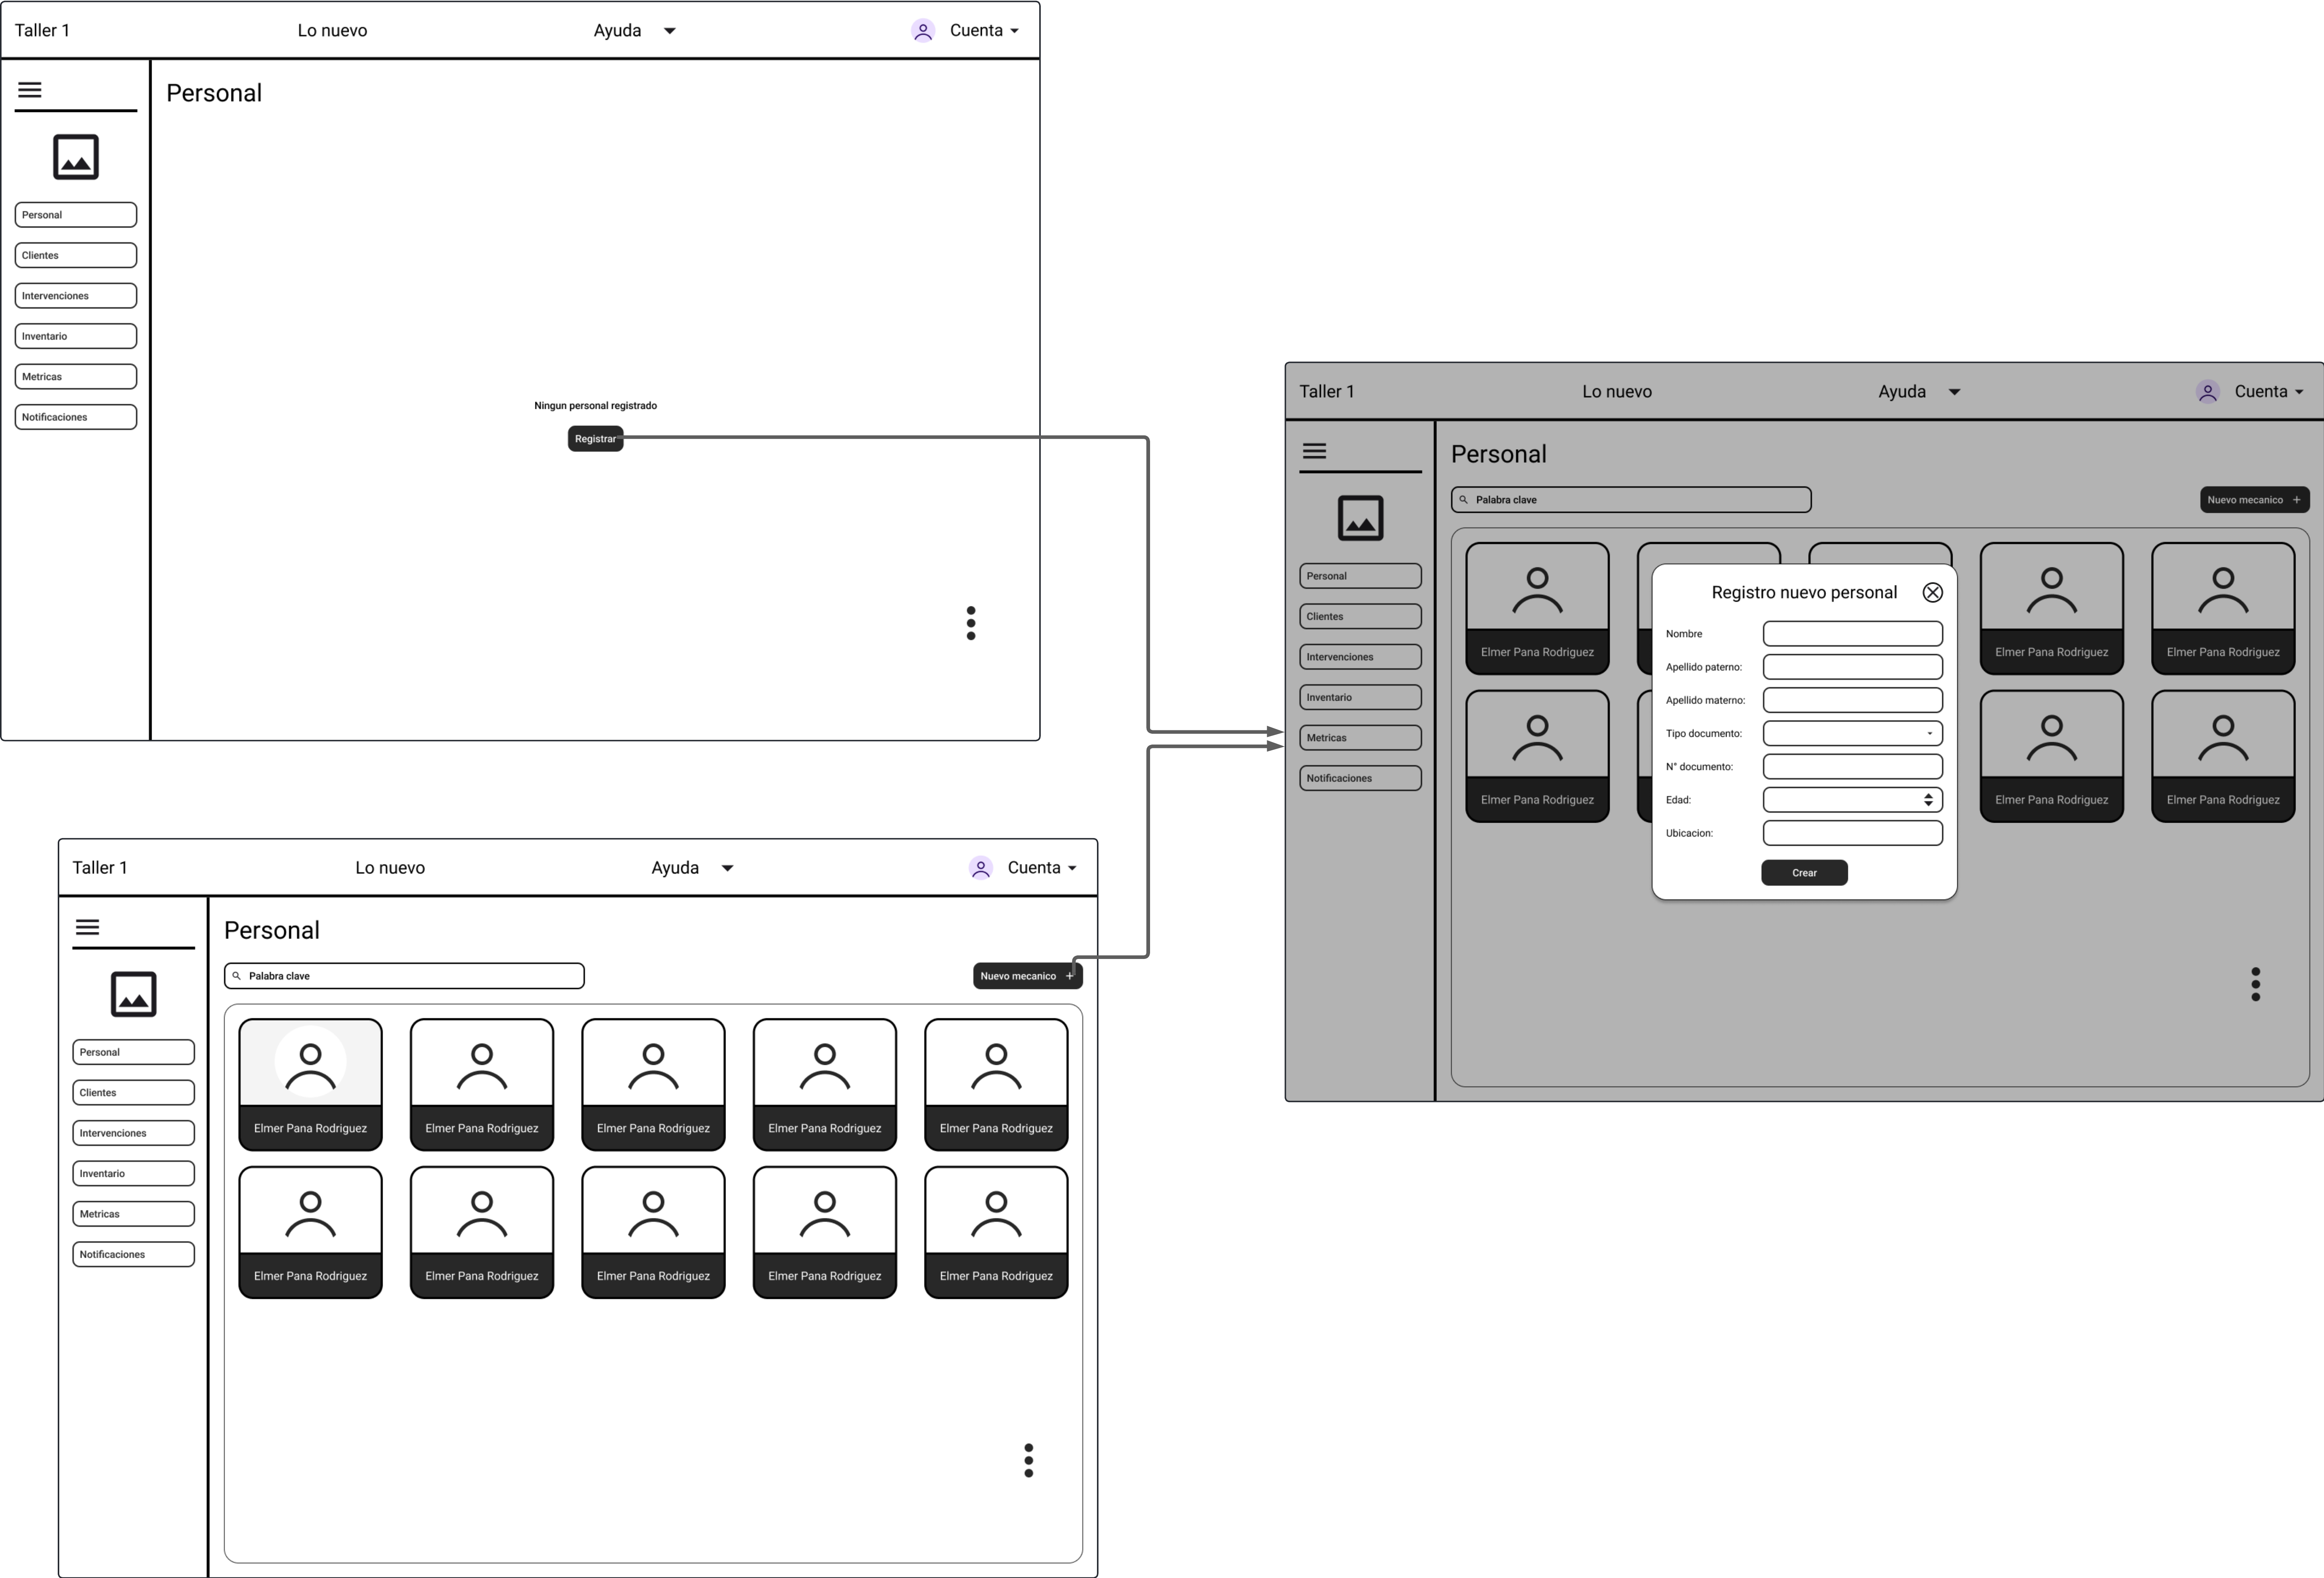 Taller 1 Lo nuevo Ayuda Cuenta
Personal
Personal
Clientes
Intervenciones
Inventario
Metricas
Notificaciones
Ningun personal registrado
Registrar
Taller 1 Lo nuevo Ayuda Cuenta
Personal
Palabra clave Nuevo mecanico +
Personal
Clientes
Intervenciones
Inventario
Metricas
Notificaciones
Elmer Pana Rodriguez Elmer Pana Rodriguez Elmer Pana Rodriguez
Elmer Pana Rodriguez Elmer Pana Rodriguez Elmer Pana Rodriguez
Registro nuevo personal
Nombre
Apellido paterno:
Apellido materno:
Tipo documento:
N° documento:
Edad:
Ubicacion:
Crear
Taller 1 Lo nuevo Ayuda Cuenta
Personal
Palabra clave Nuevo mecanico +
Personal
Clientes
Intervenciones
Inventario
Metricas
Notificaciones
Elmer Pana Rodriguez Elmer Pana Rodriguez Elmer Pana Rodriguez Elmer Pana Rodriguez Elmer Pana Rodriguez
Elmer Pana Rodriguez Elmer Pana Rodriguez Elmer Pana Rodriguez Elmer Pana Rodriguez Elmer Pana Rodriguez